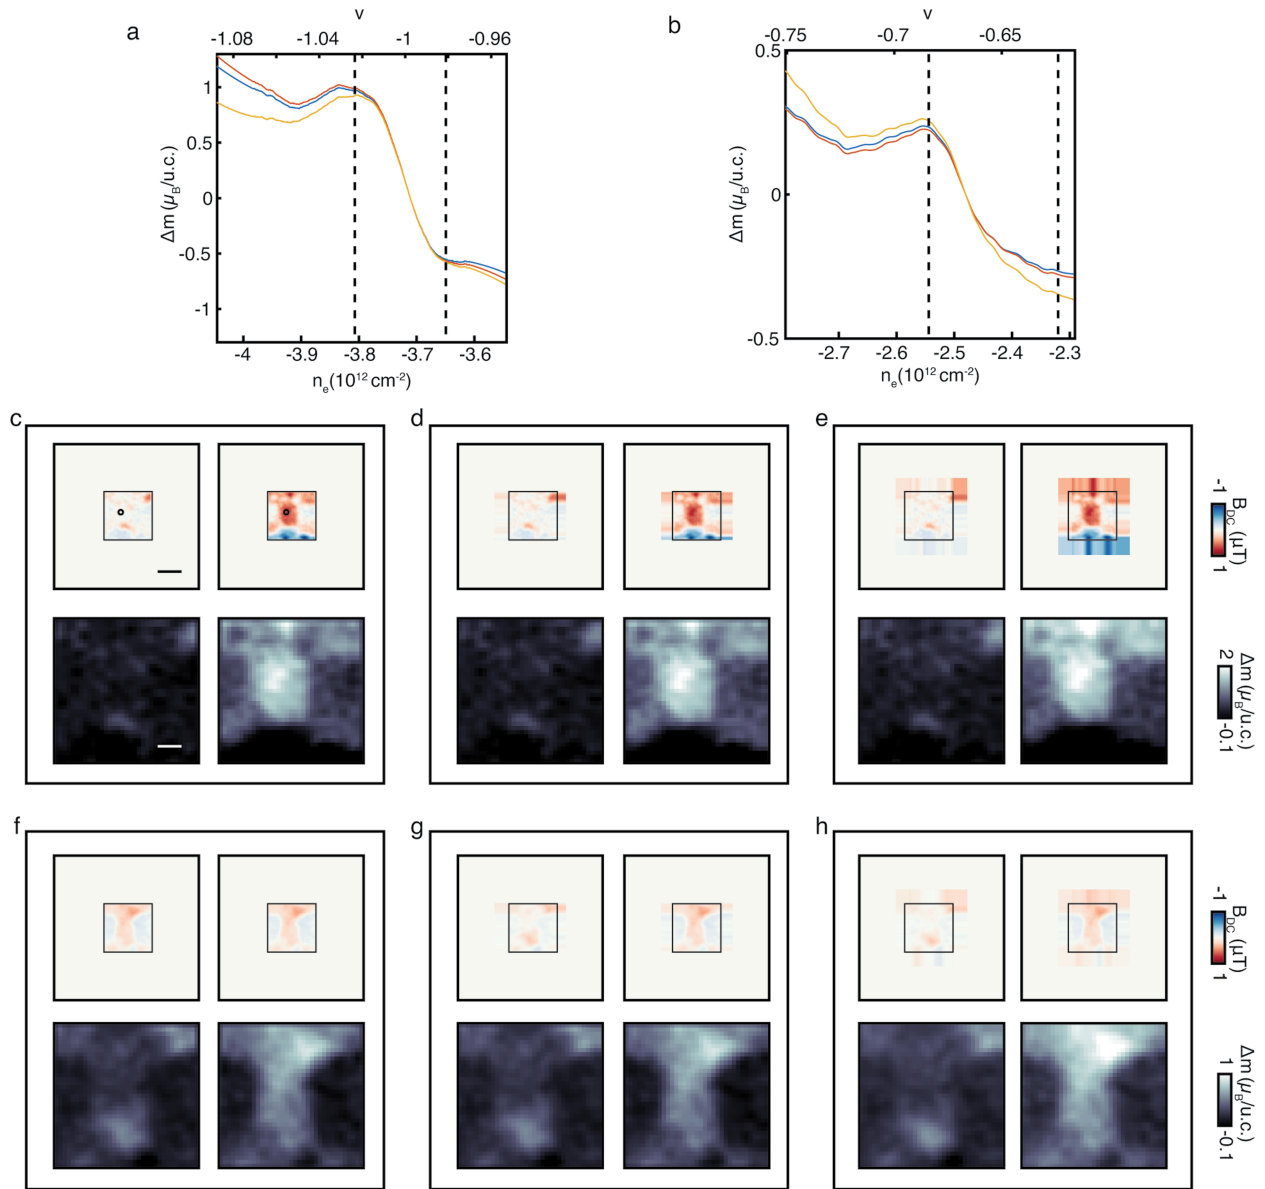 a
ν
-1.08 -1.04 -1 -0.96
1
0.5
0
-0.5
-1
Δm (μB/u.c.)
-4 -3.9 -3.8 -3.7 -3.6
ne(10¹² cm⁻²)
b
ν
-0.75 -0.7 -0.65
0.5
0
-0.5
Δm (μB/u.c.)
-2.7 -2.6 -2.5 -2.4 -2.3
ne(10¹² cm⁻²)
c
d
e
-1 BDC (μT) 1
2 Δm (μB/u.c.) -0.1
f
g
h
-1 BDC (μT) 1
1 Δm (μB/u.c.) -0.1